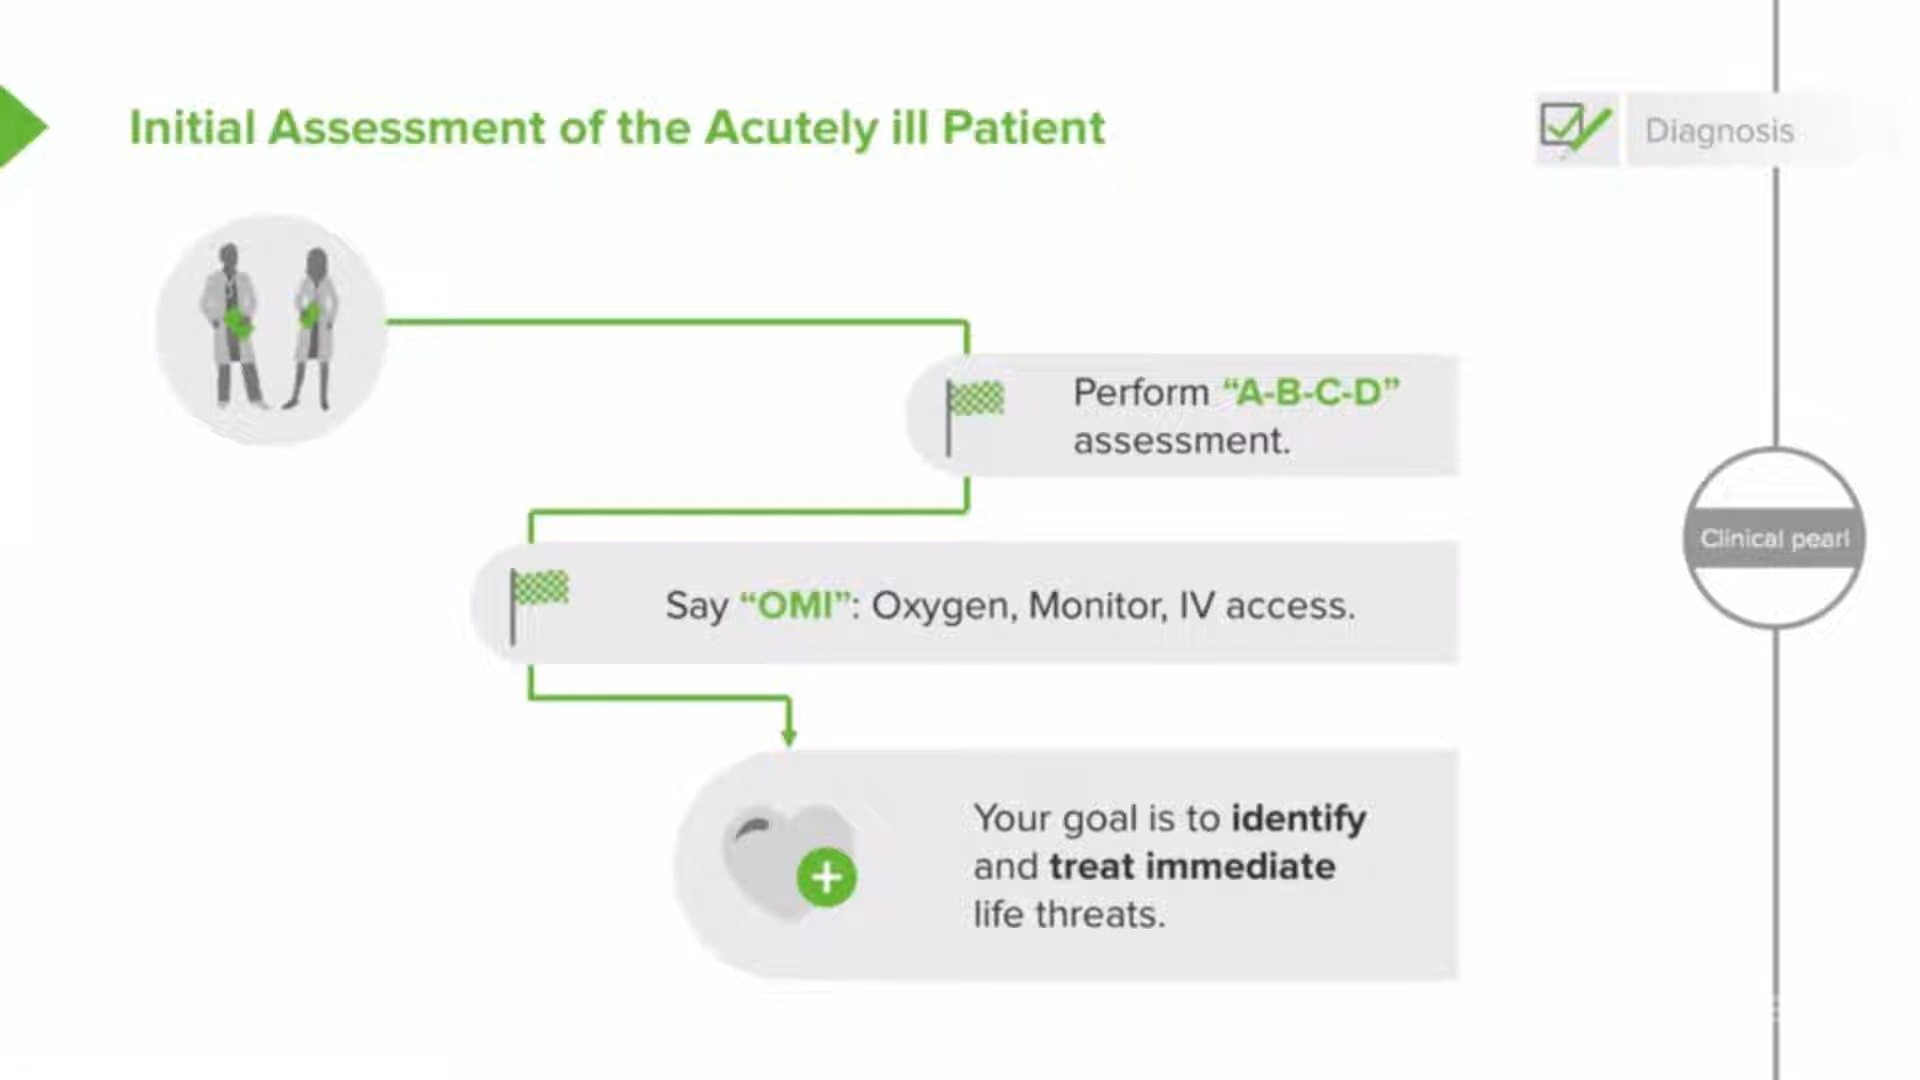 Initial Assessment of the Acutely ill Patient
Diagnosis
Perform “A-B-C-D”
assessment.
Clinical pearl
Say “OMI”: Oxygen, Monitor, IV access.
Your goal is to identify
and treat immediate
life threats.